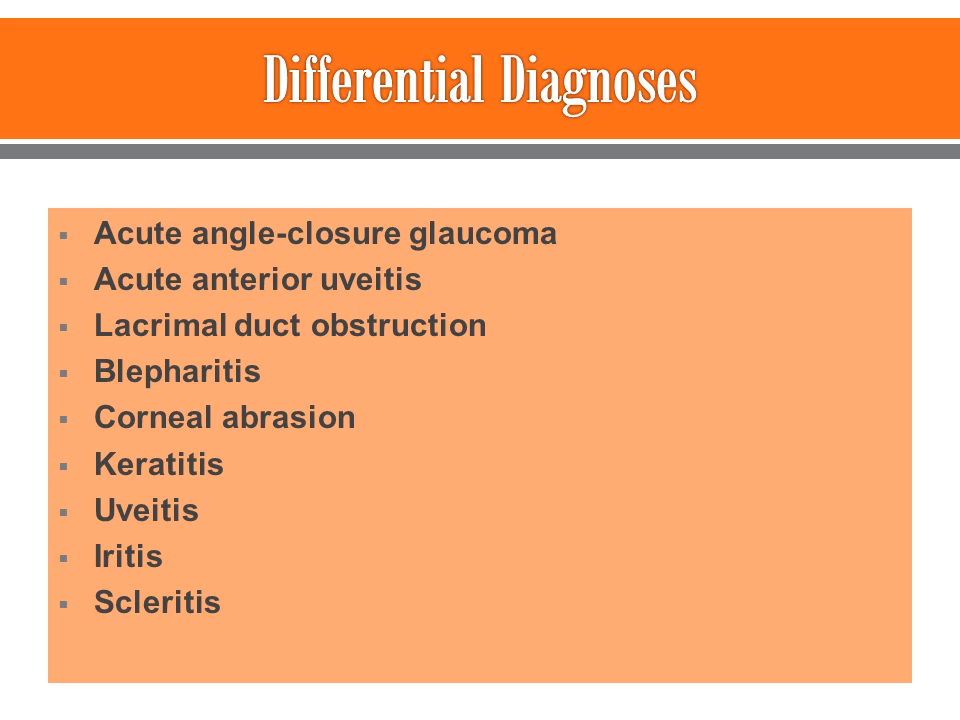 Differential Diagnoses
▪ Acute angle-closure glaucoma
▪ Acute anterior uveitis
▪ Lacrimal duct obstruction
▪ Blepharitis
▪ Corneal abrasion
▪ Keratitis
▪ Uveitis
▪ Iritis
▪ Scleritis